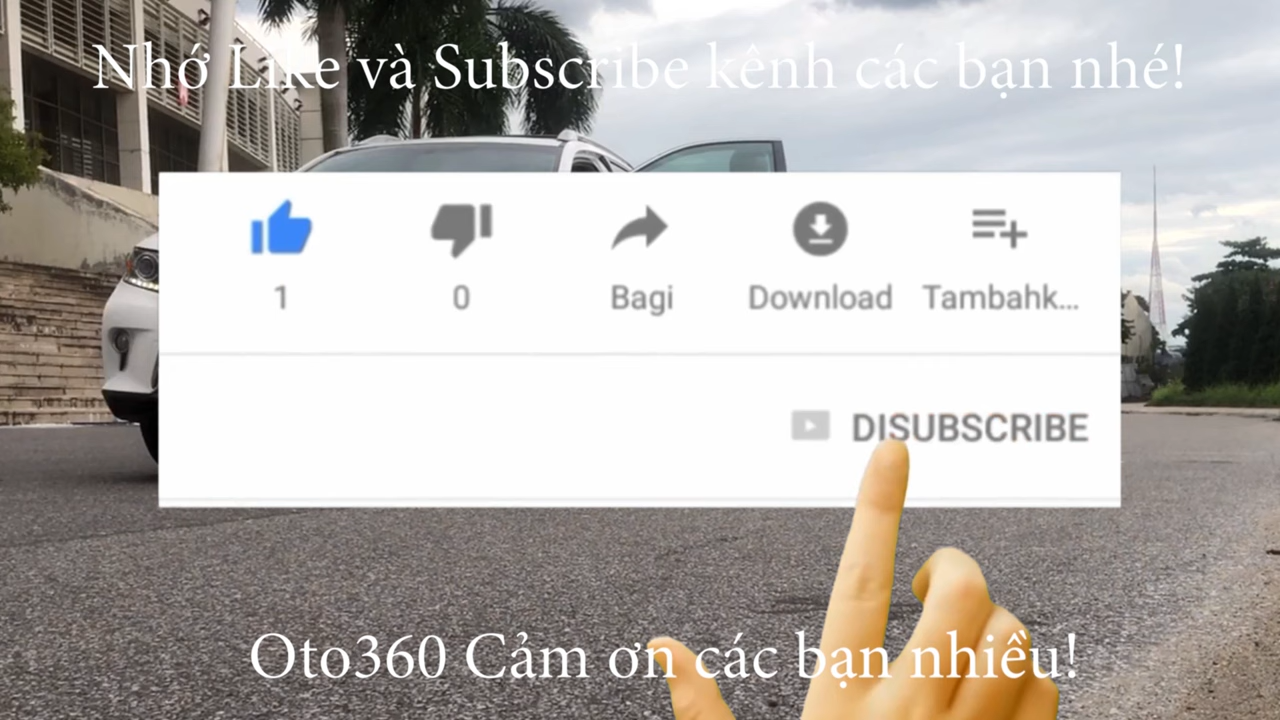 Nhớ Like và Subscribe kênh các bạn nhé!
1 0 Bagi Download Tambahk...
DISUBSCRIBE
Oto360 Cảm ơn các bạn nhiều!